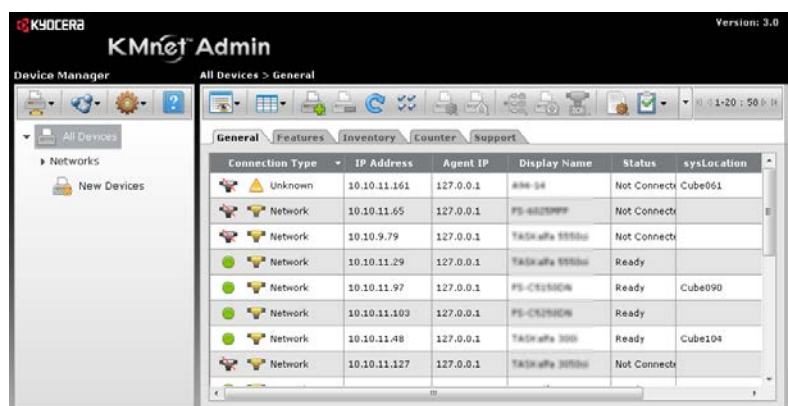 KYOCERA
Version: 3.0
KMnet Admin
Device Manager
All Devices > General
1-20 : 58
All Devices
Networks
New Devices
General Features Inventory Counter Support
Connection Type IP Address Agent IP Display Name Status sysLocation
Unknown 10.10.11.161 127.0.0.1 Not Connecte Cube061
Network 10.10.11.65 127.0.0.1 Not Connecte
Network 10.10.9.79 127.0.0.1 Not Connecte
Network 10.10.11.29 127.0.0.1 Ready
Network 10.10.11.97 127.0.0.1 Ready Cube090
Network 10.10.11.103 127.0.0.1 Ready
Network 10.10.11.48 127.0.0.1 Ready Cube104
Network 10.10.11.127 127.0.0.1 Not Connecte